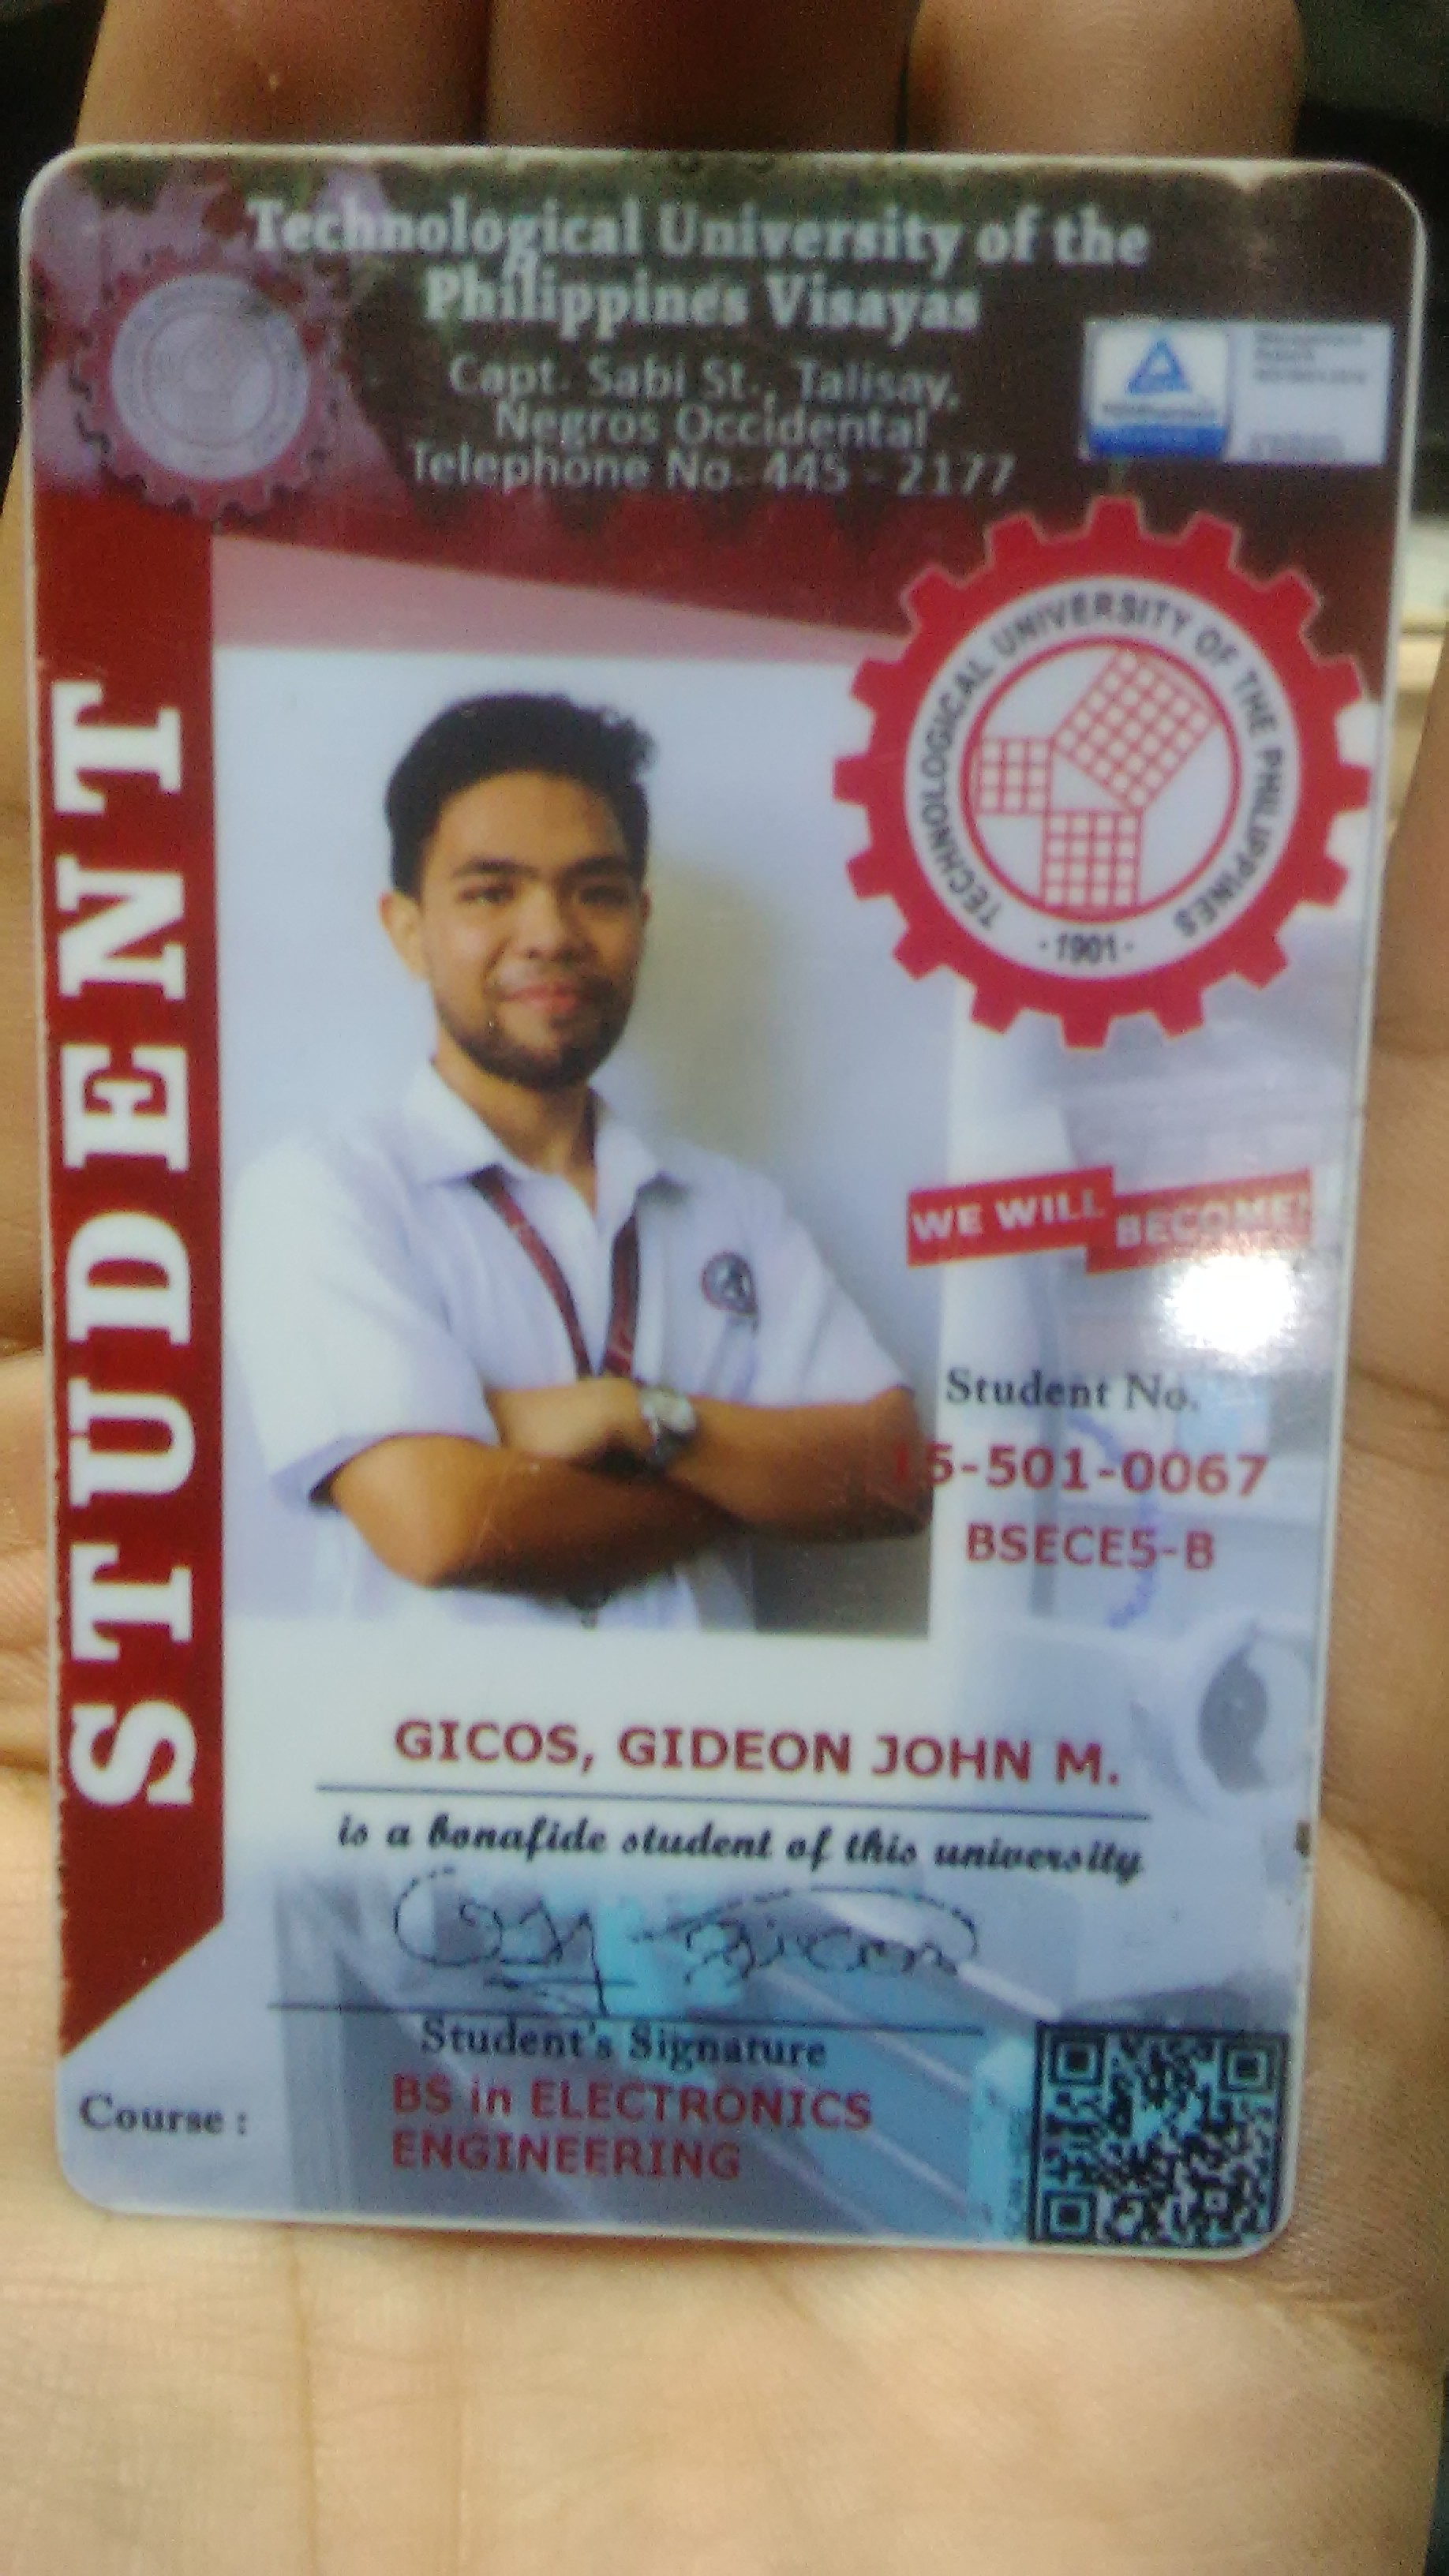 Technological University of the
Philippines Visayas
Capt. Sabi St., Talisay,
Negros Occidental
Telephone No. 445 - 2177
TECHNOLOGICAL UNIVERSITY OF THE PHILIPPINES
·1901·
STUDENT
WE WILL BECOME!
Student No.
15-501-0067
BSECE5-B
GICOS, GIDEON JOHN M.
is a bonafide student of this university
Student's Signature
Course :
BS in ELECTRONICS
ENGINEERING